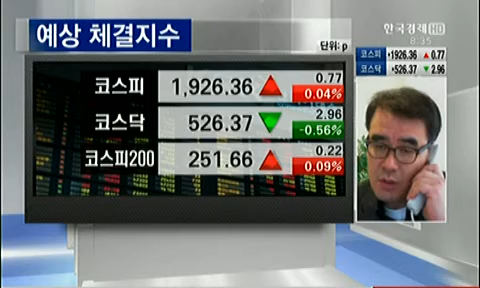 예상 체결지수
한국경제HD
8:35
단위: p
코스피 1926.36 ▲ 0.77
코스닥 526.37 ▼ 2.96
코스피 1,926.36 ▲ 0.77
0.04%
코스닥 526.37 ▼ 2.96
-0.56%
코스피200 251.66 ▲ 0.22
0.09%